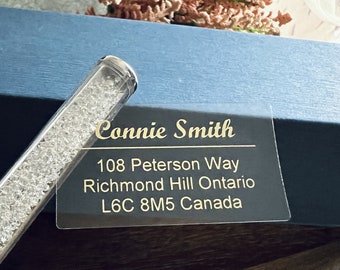 Connie Smith
108 Peterson Way
Richmond Hill Ontario
L6C 8M5 Canada